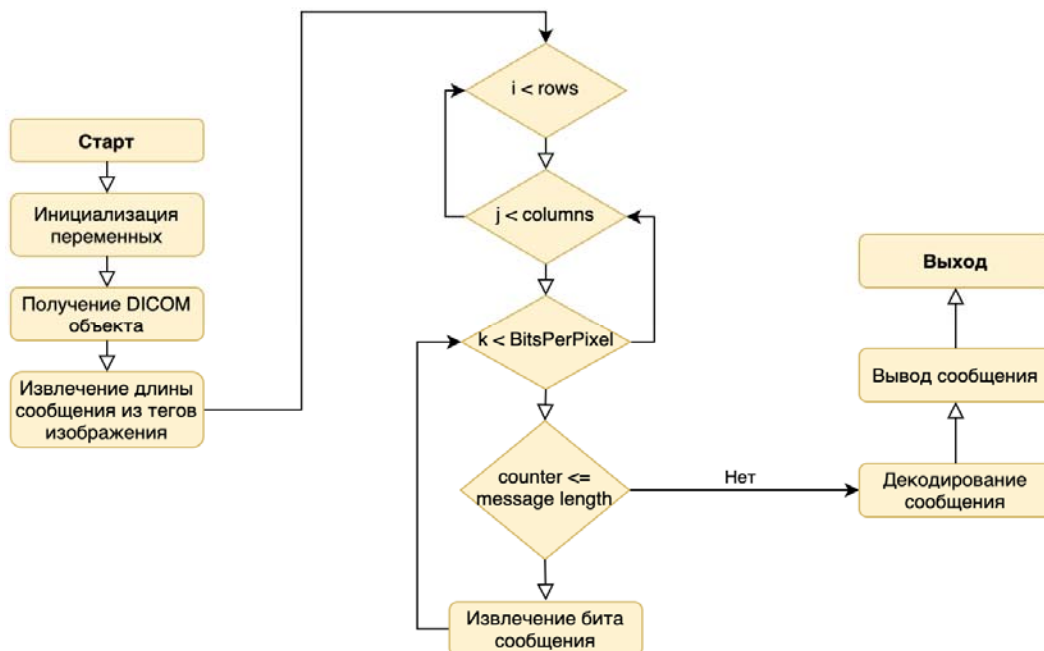 Старт
Инициализация
переменных
Получение DICOM
объекта
Извлечение длины
сообщения из тегов
изображения
i < rows
j < columns
k < BitsPerPixel
counter <=
message length
Извлечение бита
сообщения
Нет
Декодирование
сообщения
Вывод сообщения
Выход